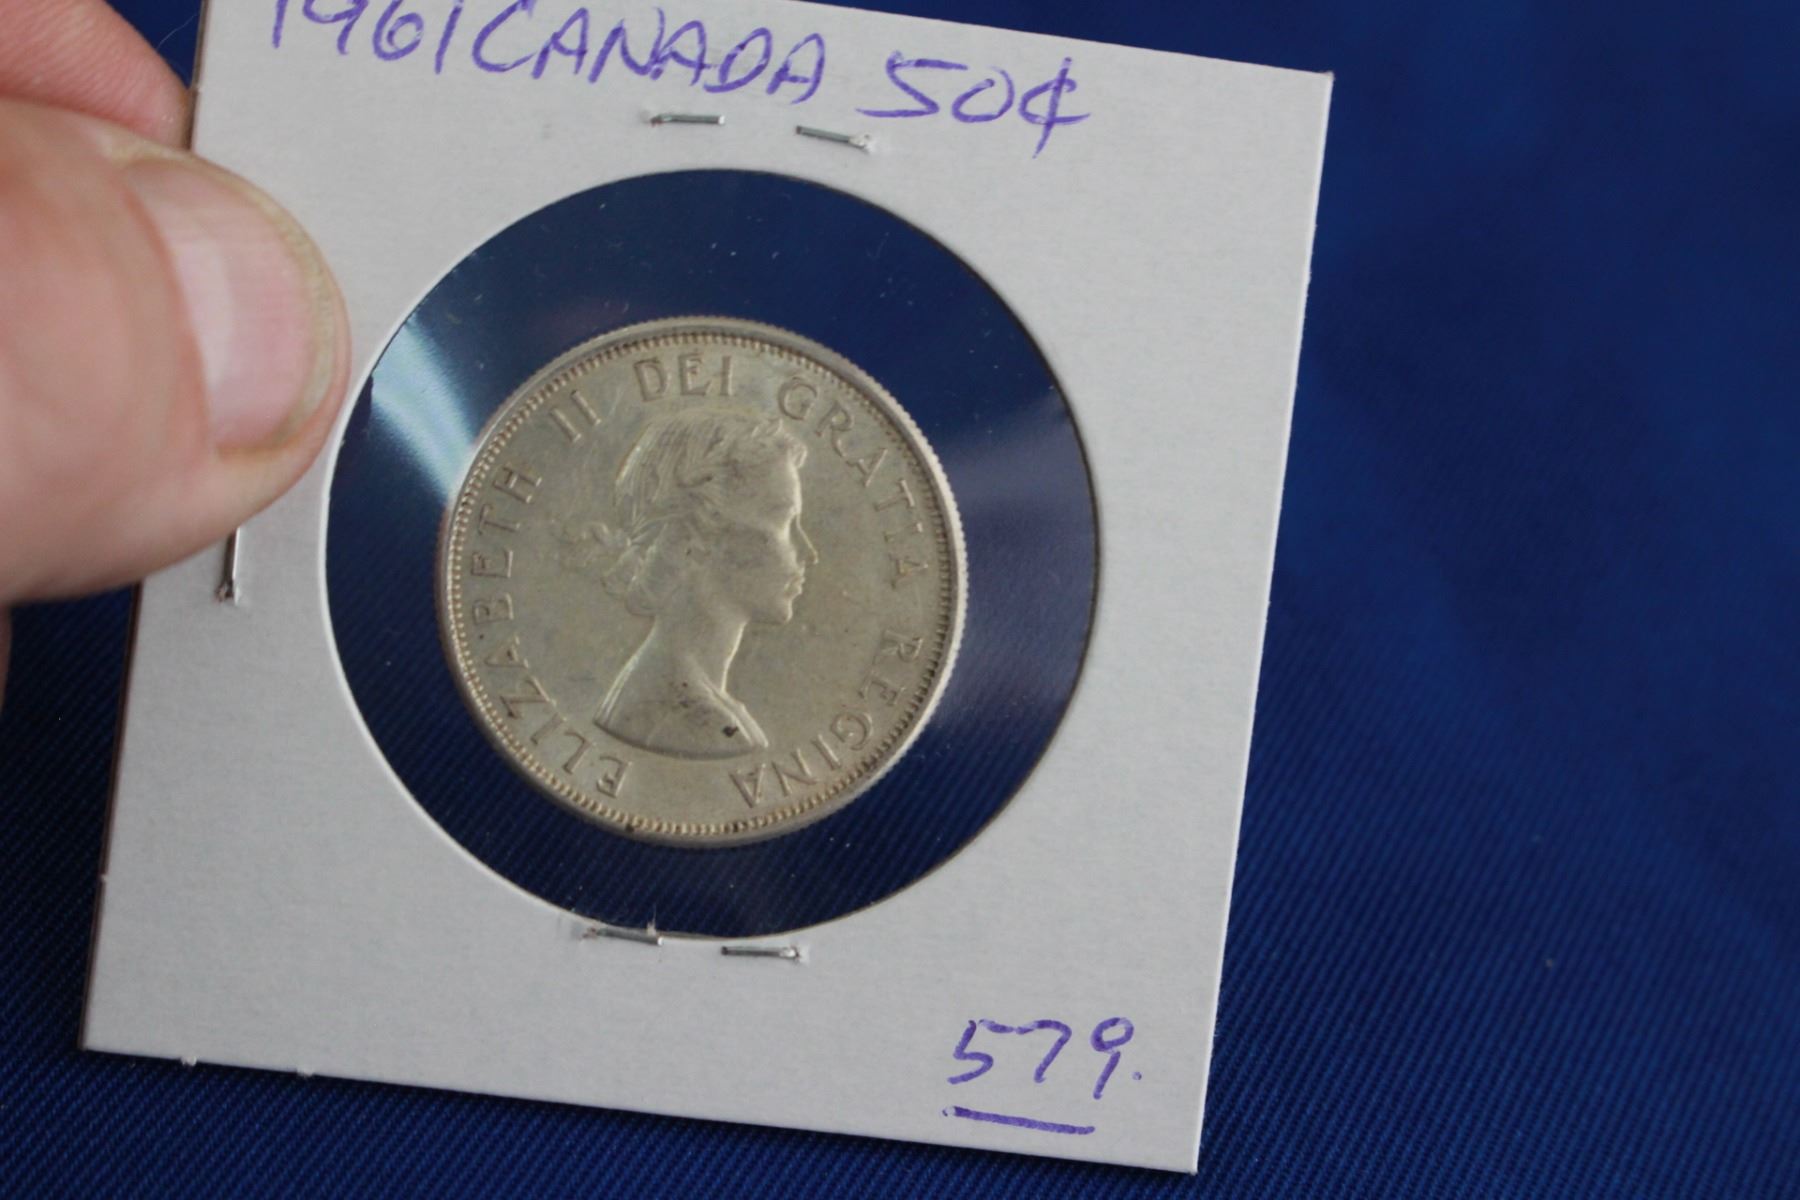 1961 CANADA 50¢
ELIZABETH II DEI GRATIA REGINA
579.